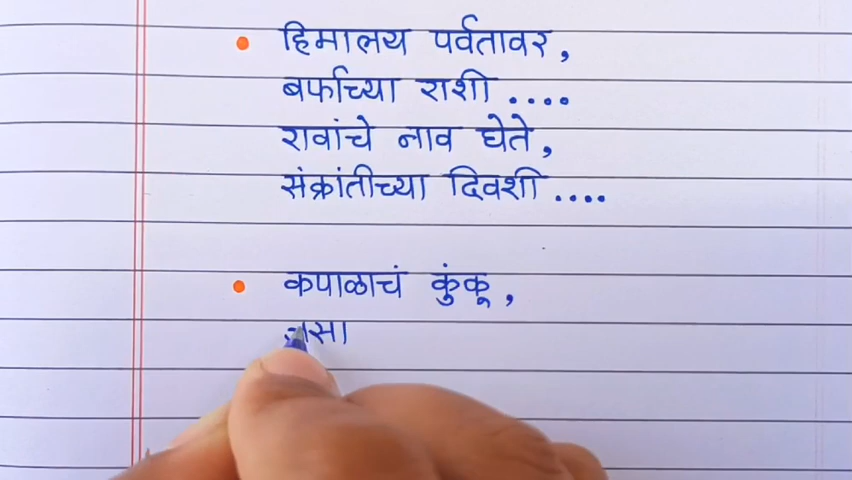 हिमालय पर्वतावर,
बर्फाच्या राशी ....
रावांचे नाव घेते,
संक्रांतीच्या दिवशी ....
कपाळाचं कुंकू,